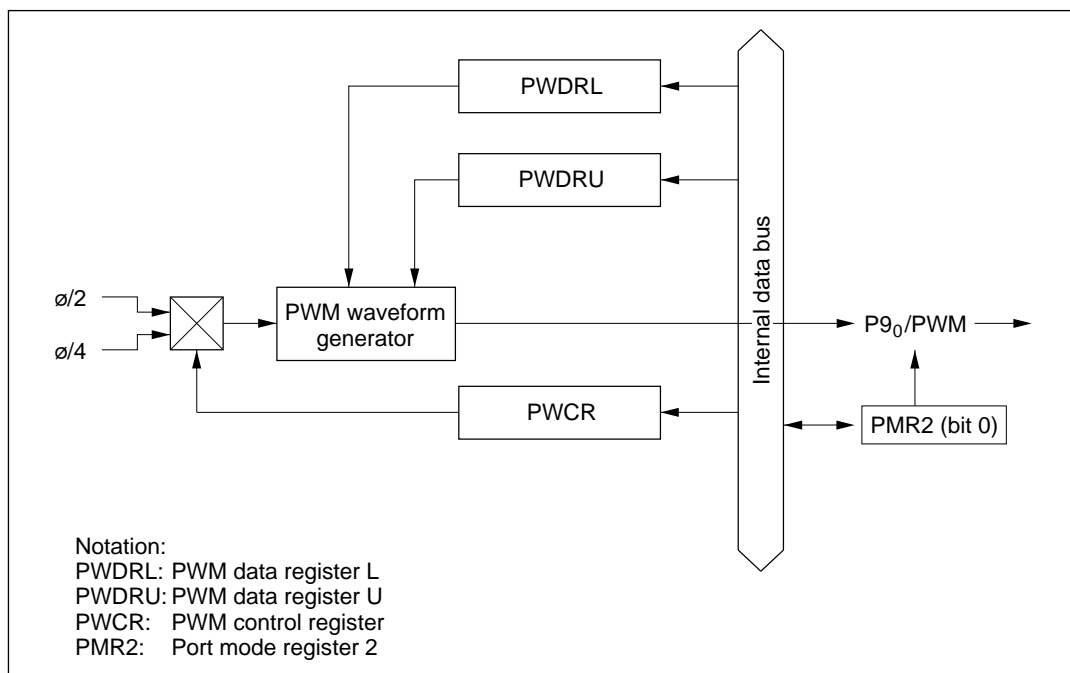 PWDRL
PWDRU
Internal data bus
ø/2
ø/4
PWM waveform
generator
P9₀/PWM
PWCR
PMR2 (bit 0)
Notation:
PWDRL: PWM data register L
PWDRU: PWM data register U
PWCR: PWM control register
PMR2: Port mode register 2